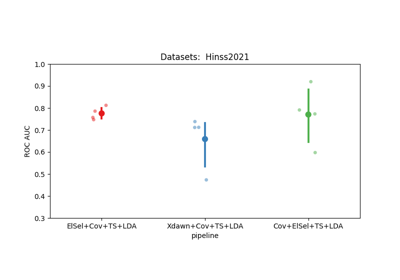 Datasets:  Hinss2021
1.0
0.9
0.8
0.7
0.6
0.5
0.4
0.3
ROC AUC
ElSel+Cov+TS+LDA
Xdawn+Cov+TS+LDA
Cov+ElSel+TS+LDA
pipeline